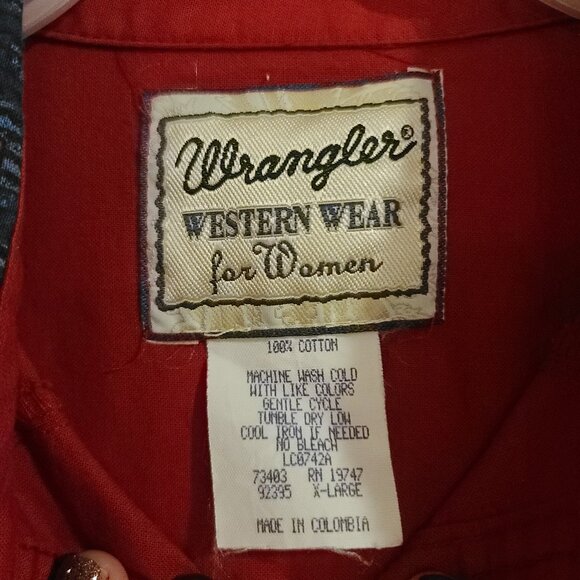 Wrangler®
WESTERN WEAR
for Women
100% COTTON
MACHINE WASH COLD
WITH LIKE COLORS
GENTLE CYCLE
TUMBLE DRY LOW
COOL IRON IF NEEDED
NO BLEACH
LC0742A
73403 RN 19747
92395 X-LARGE
MADE IN COLOMBIA